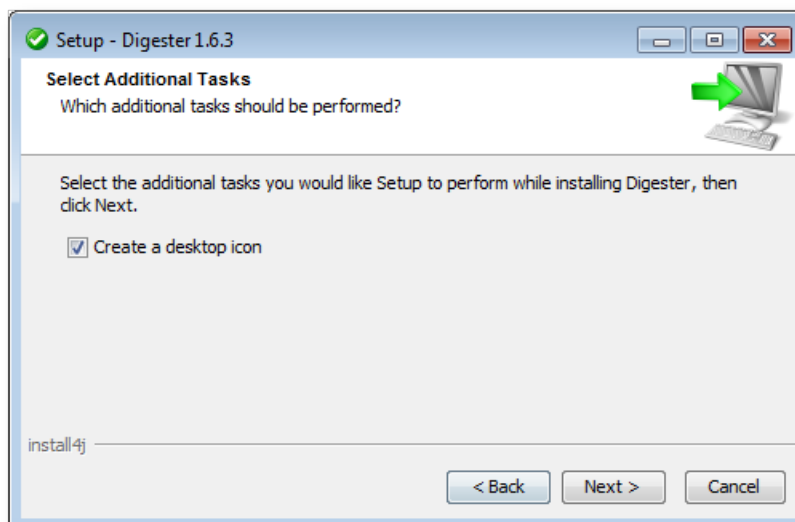 Setup - Digester 1.6.3
Select Additional Tasks
Which additional tasks should be performed?
Select the additional tasks you would like Setup to perform while installing Digester, then
click Next.
Create a desktop icon
install4j
< Back
Next >
Cancel